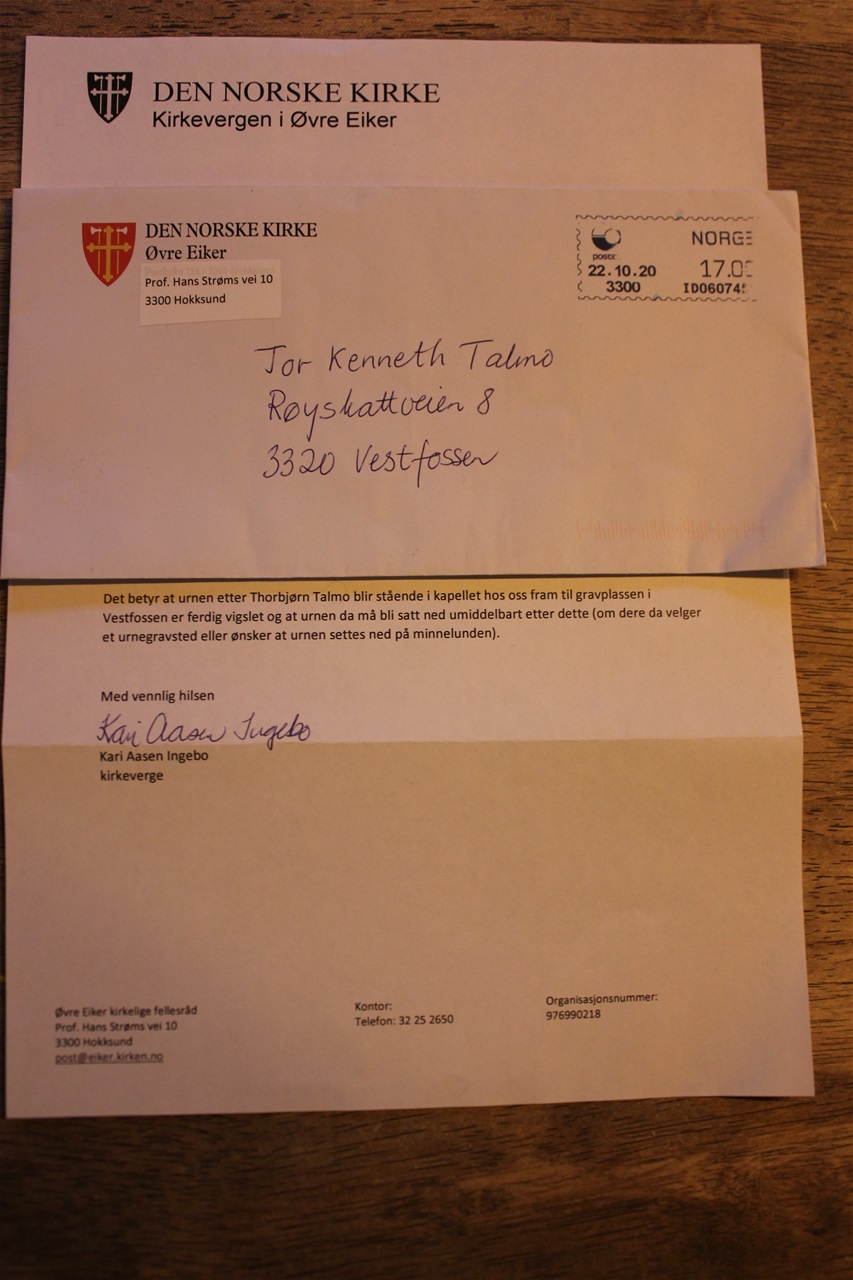 DEN NORSKE KIRKE
Kirkevergen i Øvre Eiker
DEN NORSKE KIRKE
Øvre Eiker
Prof. Hans Strøms vei 10
3300 Hokksund
posten
NORGE
22.10.20
17.00
3300
ID06074
Tor Kenneth Talmo
Røyskattveien 8
3320 Vestfossen
Det betyr at urnen etter Thorbjørn Talmo blir stående i kapellet hos oss fram til gravplassen i
Vestfossen er ferdig vigslet og at urnen da må bli satt ned umiddelbart etter dette (om dere da velger
et urnegravsted eller ønsker at urnen settes ned på minnelunden).
Med vennlig hilsen
Kari Aasen Ingebo
Kari Aasen Ingebo
kirkeverge
Øvre Eiker kirkelige fellesråd
Prof. Hans Strøms vei 10
3300 Hokksund
post@eiker.kirken.no
Kontor:
Telefon: 32 25 2650
Organisasjonsnummer:
976990218